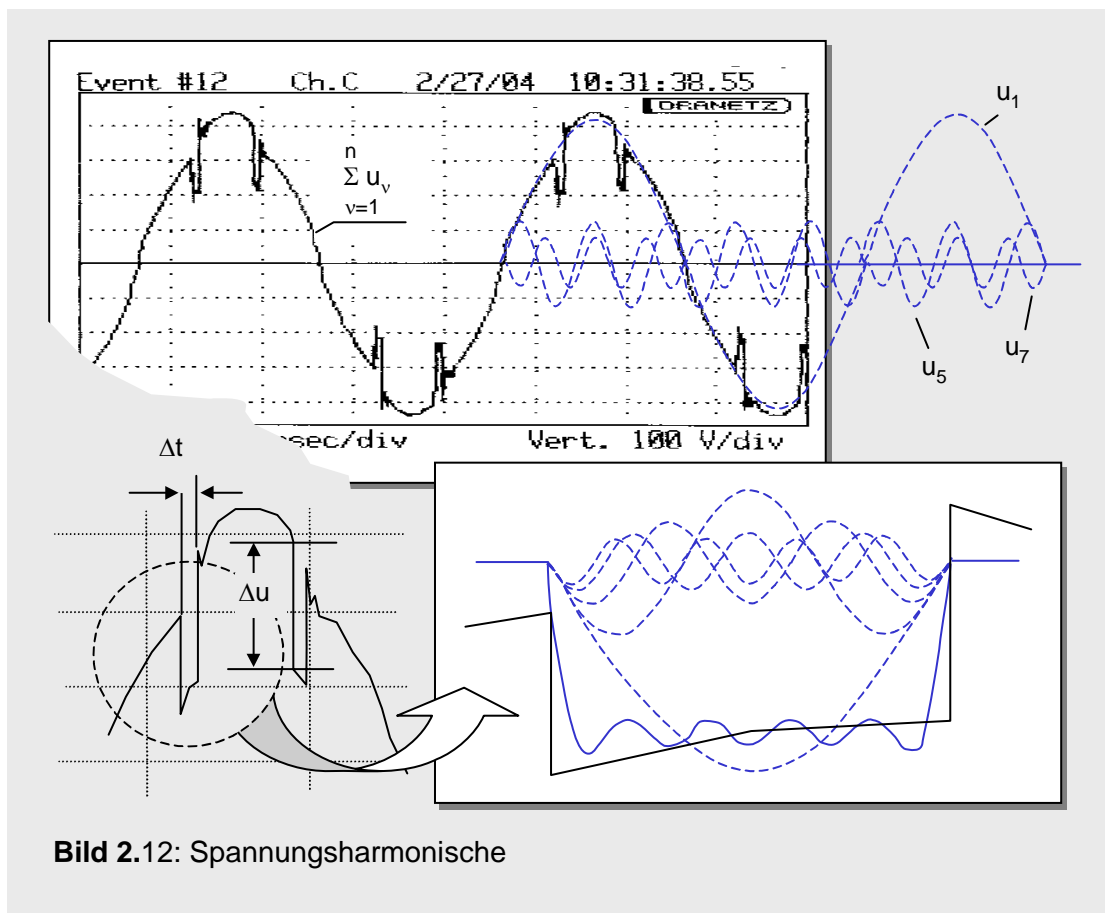 Event #12 Ch.C 2/27/04 10:31:38.55
DRANETZ
u1
n
Σ uν
ν=1
u5
u7
sec/div Vert. 100 V/div
Δt
Δu
Bild 2.12: Spannungsharmonische